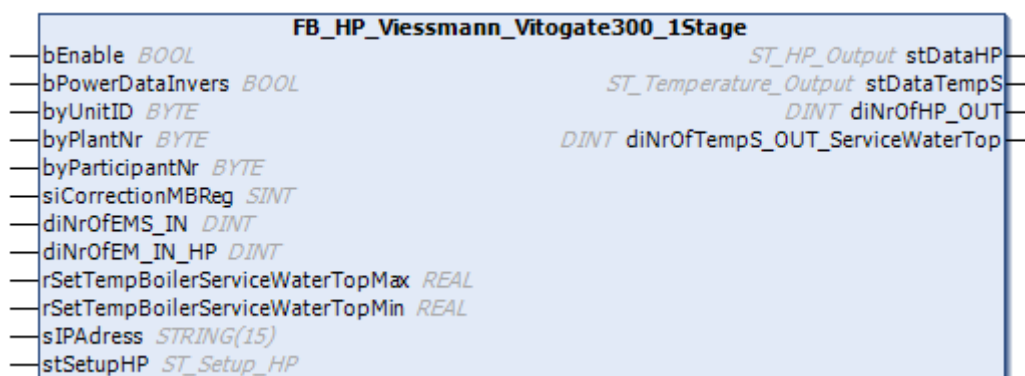 FB_HP_Viessmann_Vitogate300_1Stage
bEnable BOOL ST_HP_Output stDataHP
bPowerDataInvers BOOL ST_Temperature_Output stDataTempS
byUnitID BYTE DINT diNrOfHP_OUT
byPlantNr BYTE DINT diNrOfTempS_OUT_ServiceWaterTop
byParticipantNr BYTE
siCorrectionMBReg SINT
diNrOfEMS_IN DINT
diNrOfEM_IN_HP DINT
rSetTempBoilerServiceWaterTopMax REAL
rSetTempBoilerServiceWaterTopMin REAL
sIPAdress STRING(15)
stSetupHP ST_Setup_HP